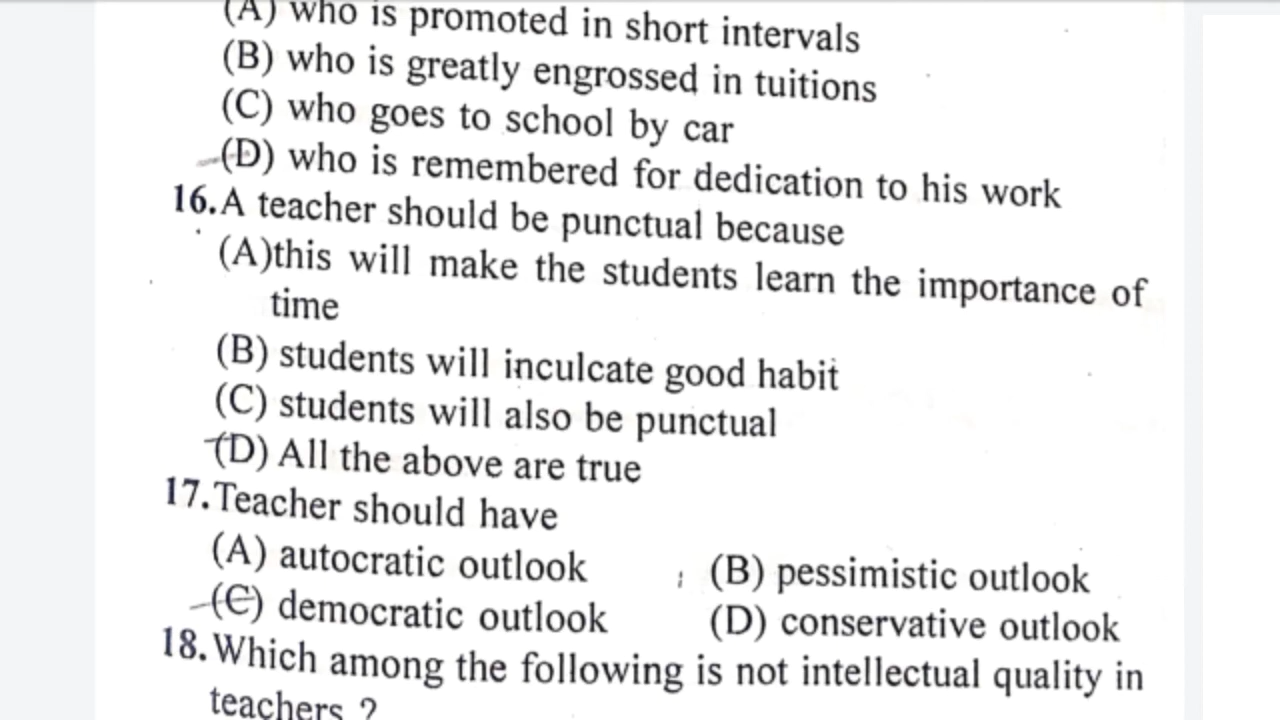 (A) who is promoted in short intervals
(B) who is greatly engrossed in tuitions
(C) who goes to school by car
(D) who is remembered for dedication to his work
16. A teacher should be punctual because
(A)this will make the students learn the importance of
time
(B) students will inculcate good habit
(C) students will also be punctual
(D) All the above are true
17. Teacher should have
(A) autocratic outlook (B) pessimistic outlook
(C) democratic outlook (D) conservative outlook
18. Which among the following is not intellectual quality in
teachers ?